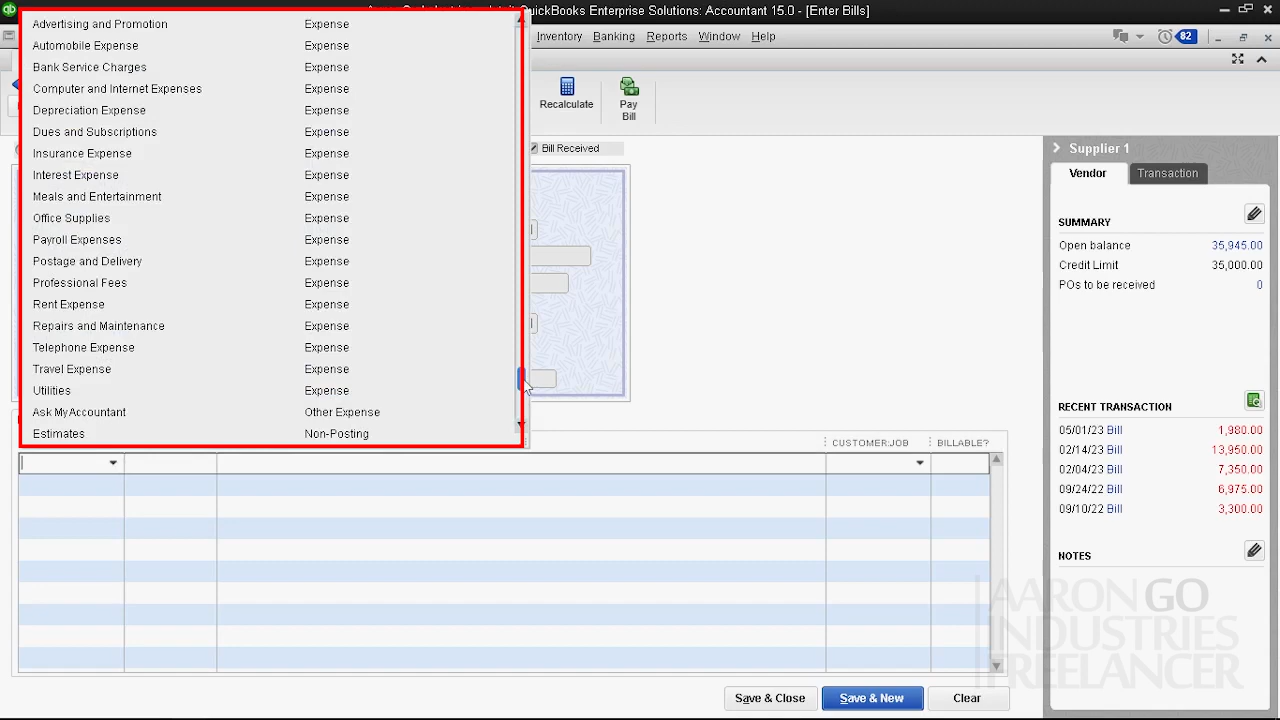 QuickBooks Enterprise Solutions - Accountant 15.0 - [Enter Bills]
Inventory Banking Reports Window Help
82
Recalculate
Pay Bill
Bill Received
Advertising and Promotion Expense
Automobile Expense Expense
Bank Service Charges Expense
Computer and Internet Expenses Expense
Depreciation Expense Expense
Dues and Subscriptions Expense
Insurance Expense Expense
Interest Expense Expense
Meals and Entertainment Expense
Office Supplies Expense
Payroll Expenses Expense
Postage and Delivery Expense
Professional Fees Expense
Rent Expense Expense
Repairs and Maintenance Expense
Telephone Expense Expense
Travel Expense Expense
Utilities Expense
Ask My Accountant Other Expense
Estimates Non-Posting
CUSTOMER:JOB BILLABLE?
Save & Close Save & New Clear
Supplier 1
Vendor Transaction
SUMMARY
Open balance 35,945.00
Credit Limit 35,000.00
POs to be received 0
RECENT TRANSACTION
05/01/23 Bill 1,980.00
02/14/23 Bill 13,950.00
02/04/23 Bill 7,350.00
09/24/22 Bill 6,975.00
09/10/22 Bill 3,300.00
NOTES
AARON GO
INDUSTRIES
FREELANCER